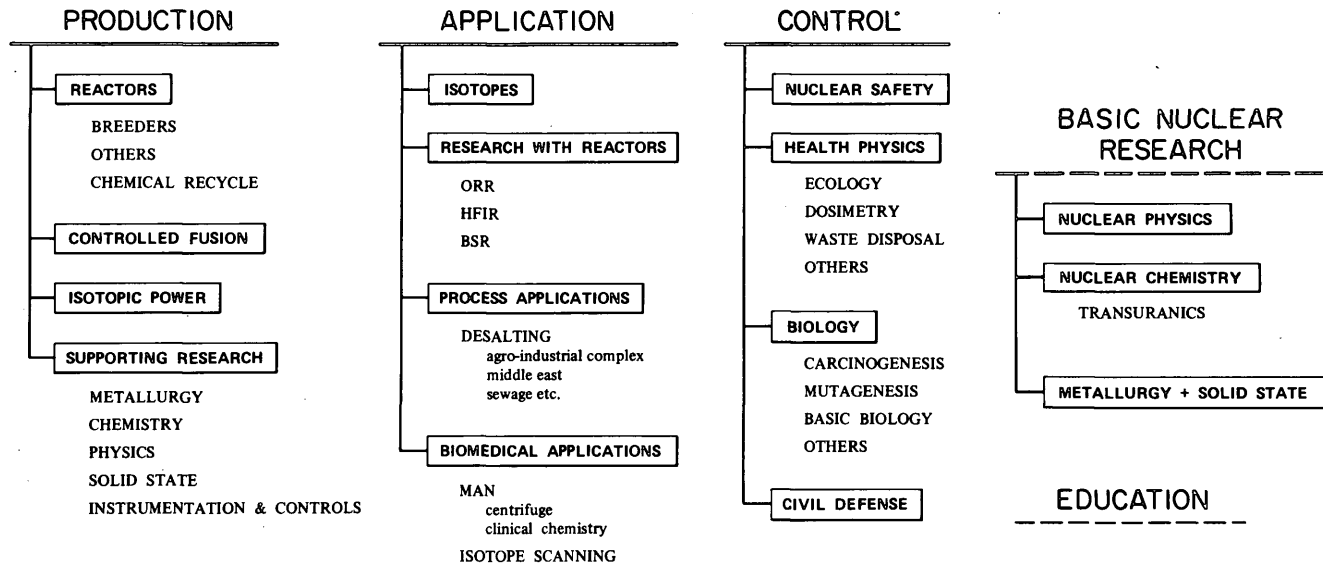 PRODUCTION
REACTORS
BREEDERS
OTHERS
CHEMICAL RECYCLE
CONTROLLED FUSION
ISOTOPIC POWER
SUPPORTING RESEARCH
METALLURGY
CHEMISTRY
PHYSICS
SOLID STATE
INSTRUMENTATION & CONTROLS
APPLICATION
ISOTOPES
RESEARCH WITH REACTORS
ORR
HFIR
BSR
PROCESS APPLICATIONS
DESALTING
agro-industrial complex
middle east
sewage etc.
BIOMEDICAL APPLICATIONS
MAN
centrifuge
clinical chemistry
ISOTOPE SCANNING
CONTROL
NUCLEAR SAFETY
HEALTH PHYSICS
ECOLOGY
DOSIMETRY
WASTE DISPOSAL
OTHERS
BIOLOGY
CARCINOGENESIS
MUTAGENESIS
BASIC BIOLOGY
OTHERS
CIVIL DEFENSE
BASIC NUCLEAR
RESEARCH
NUCLEAR PHYSICS
NUCLEAR CHEMISTRY
TRANSURANICS
METALLURGY + SOLID STATE
EDUCATION